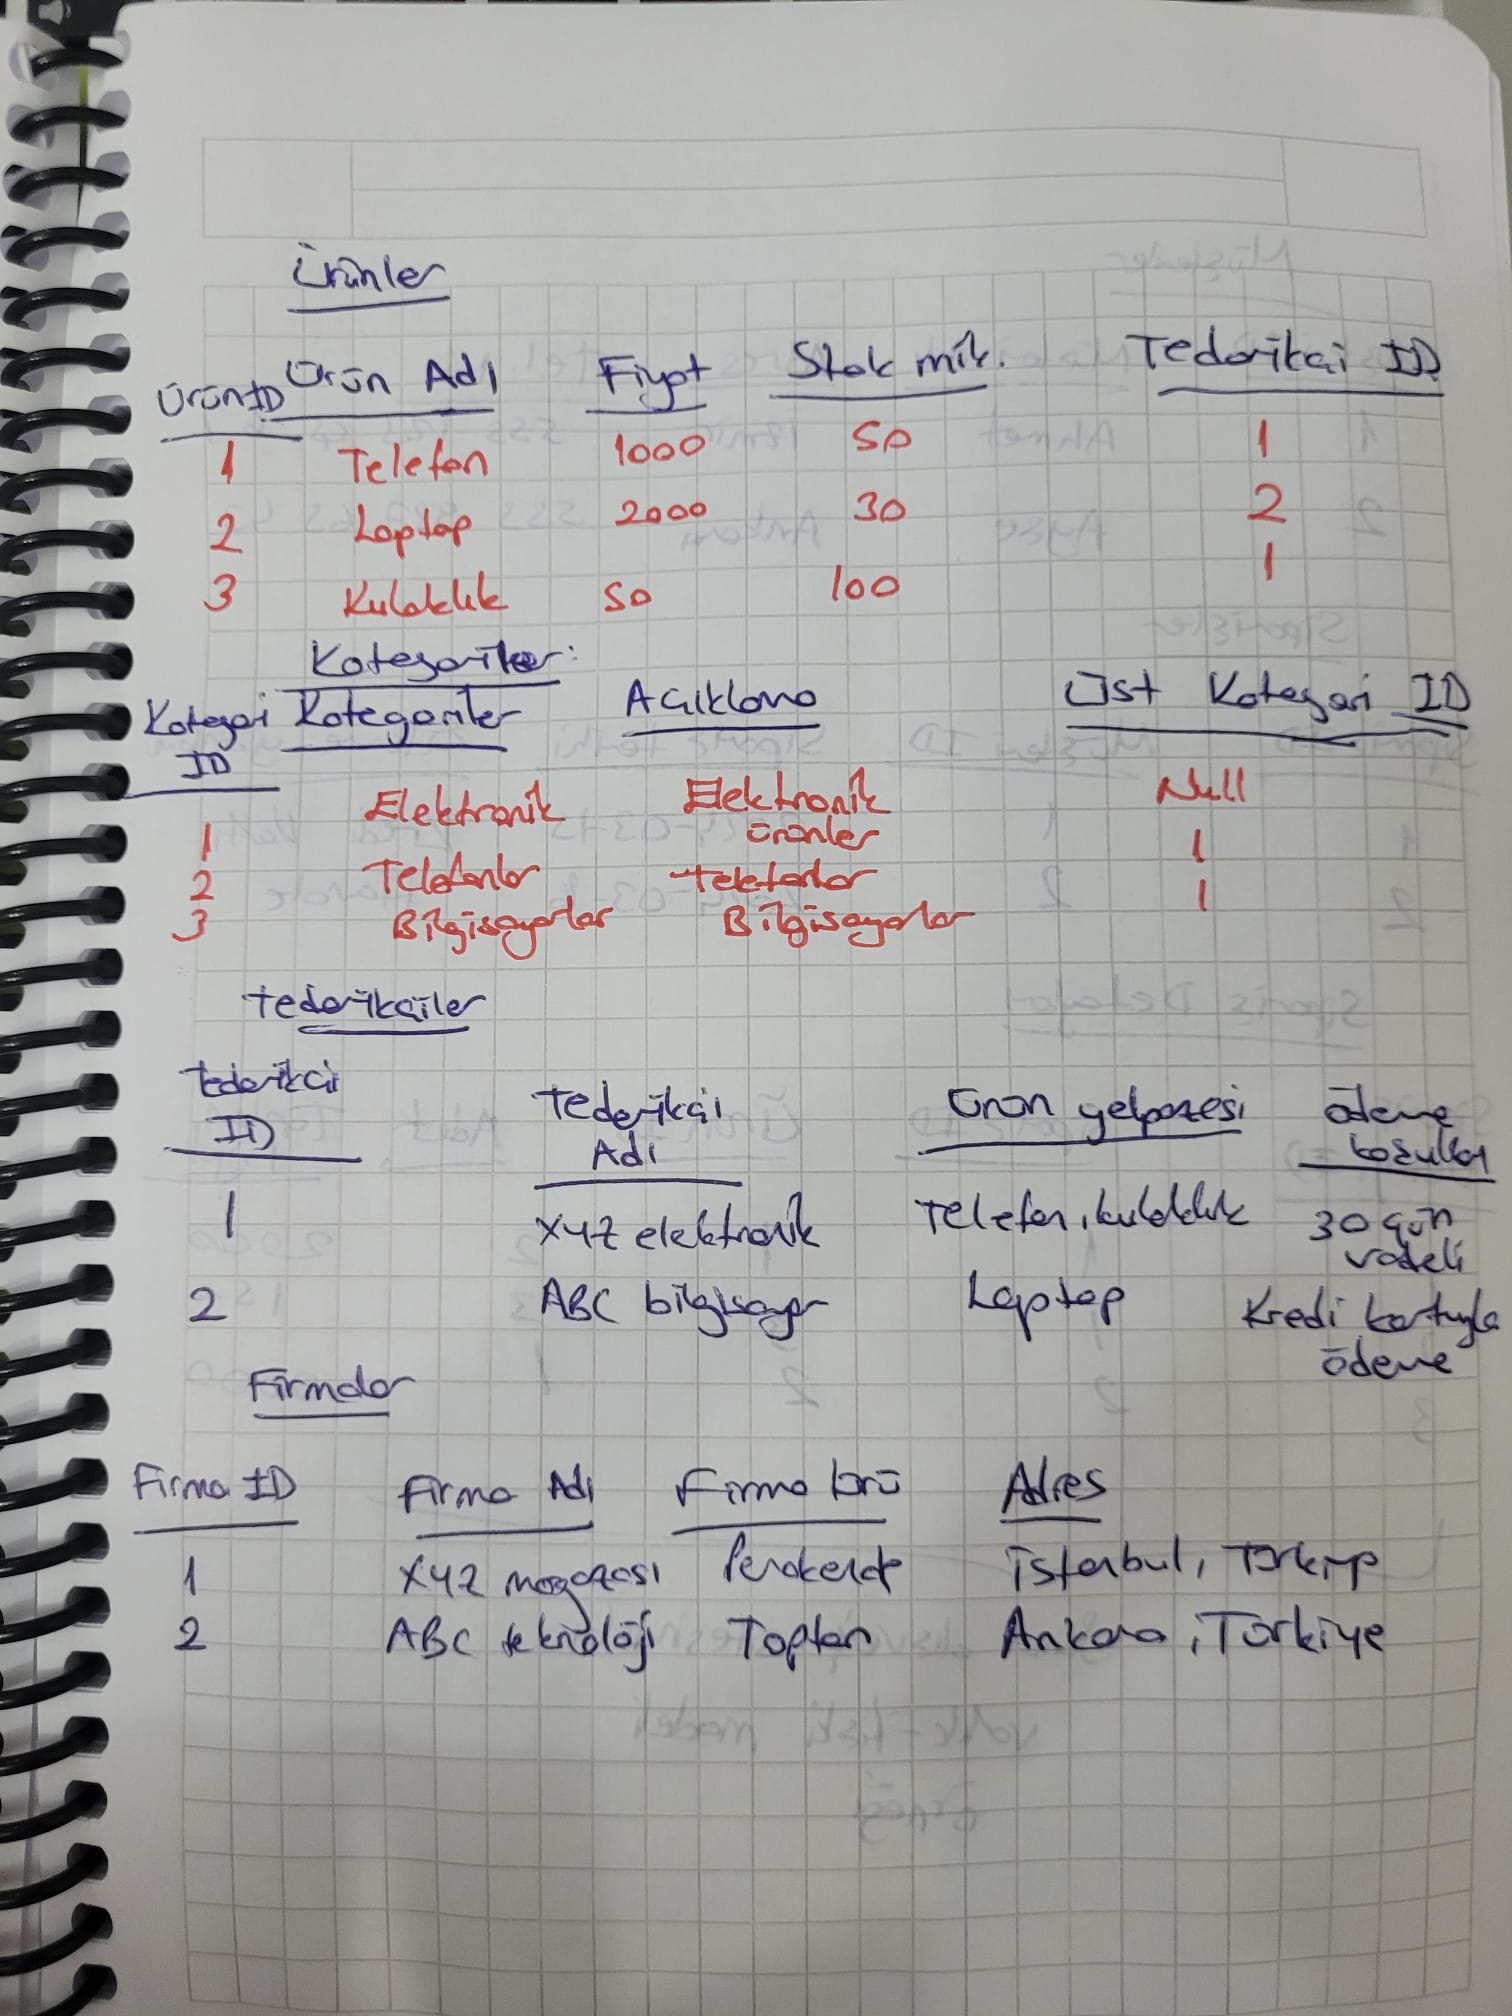 Ürünler
ÜrünID Ürün Adı Fiyat Stok mik. Tedarikçi ID
1 Telefon 1000 50 1
2 Laptop 2000 30 2
3 Kulaklık 50 100 1
Kategoriler:
Kategori ID Kategoriler Açıklama Üst Kategori ID
1 Elektronik Elektronik ürünler Null
2 Telefonlar telefonlar 1
3 Bilgisayarlar Bilgisayarlar 1
tedarikçiler
tedarikçi ID tedarikçi Adı Ürün yelpazesi ödeme koşulları
1 XYZ elektronik Telefon, kulaklık 30 gün vadeli
2 ABC bilgisayar Laptop Kredi kartıyla ödeme
Firmalar
Firma ID Firma Adı Firma türü Adres
1 XYZ mağazası Perakende istanbul, Türkiye
2 ABC teknoloji Toptan Ankara, Türkiye